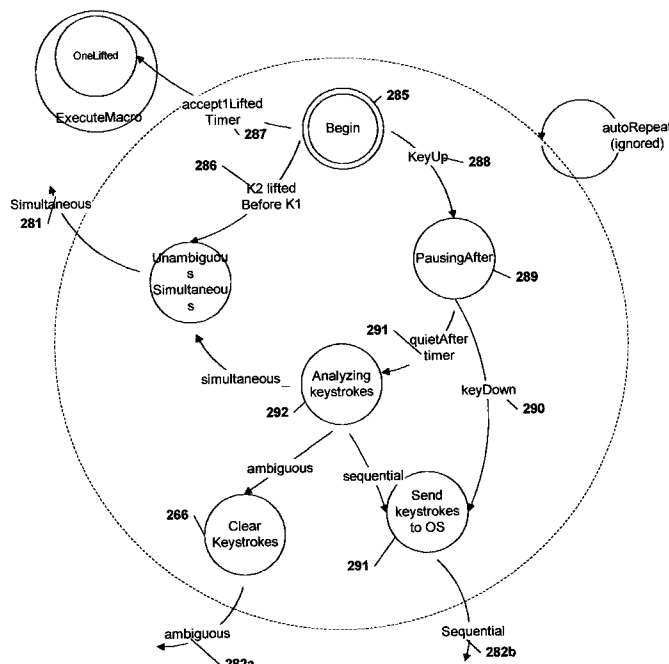 OneLifted
ExecuteMacro
accept1Lifted
Timer
287
285
Begin
autoRepeat
(ignored)
KeyUp
288
286
K2 lifted
Before K1
Simultaneous
281
Unambiguou
s
Simultaneou
s
PausingAfter
289
291
quietAfter
timer
simultaneous
Analyzing
keystrokes
292
keyDown
290
ambiguous
sequential
266
Clear
Keystrokes
Send
keystrokes
to OS
291
ambiguous
282a
Sequential
282b